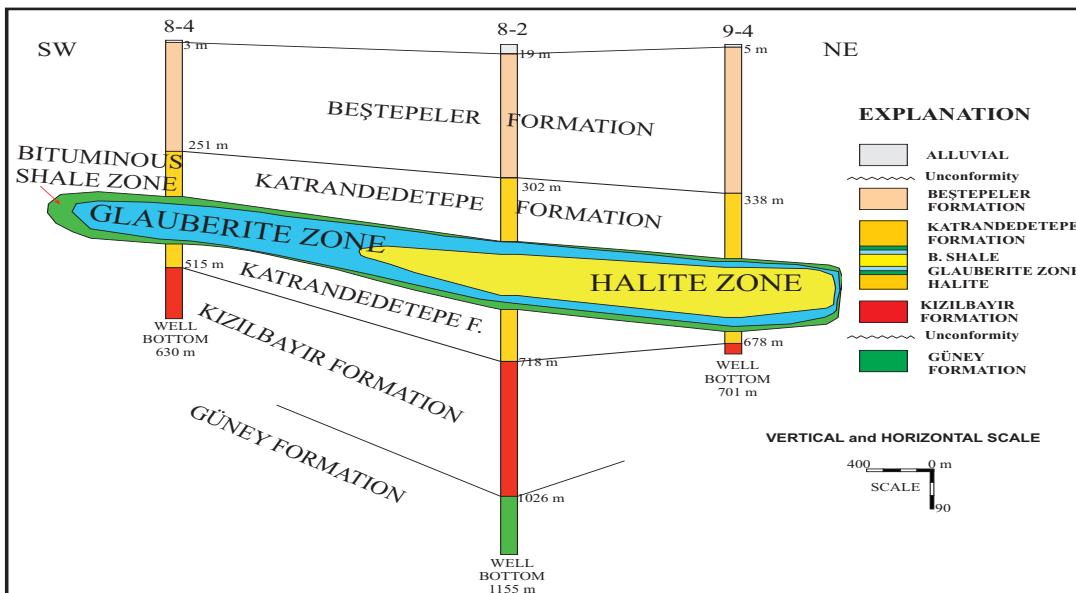 8-4
8-2
9-4
SW
NE
3 m
19 m
5 m
BEŞTEPELER FORMATION
251 m
BITUMINOUS
SHALE ZONE
KATRANDEDETEPE FORMATION
302 m
338 m
GLAUBERITE ZONE
HALITE ZONE
515 m
KATRANDEDETEPE F.
WELL
BOTTOM
630 m
KIZILBAYIR FORMATION
718 m
678 m
WELL
BOTTOM
701 m
GÜNEY FORMATION
1026 m
WELL
BOTTOM
1155 m
EXPLANATION
ALLUVIAL
Unconformity
BEŞTEPELER
FORMATION
KATRANDEDETEPE
FORMATION
B. SHALE
GLAUBERITE ZONE
HALITE
KIZILBAYIR
FORMATION
Unconformity
GÜNEY
FORMATION
VERTICAL and HORIZONTAL SCALE
400 0 m
SCALE
90